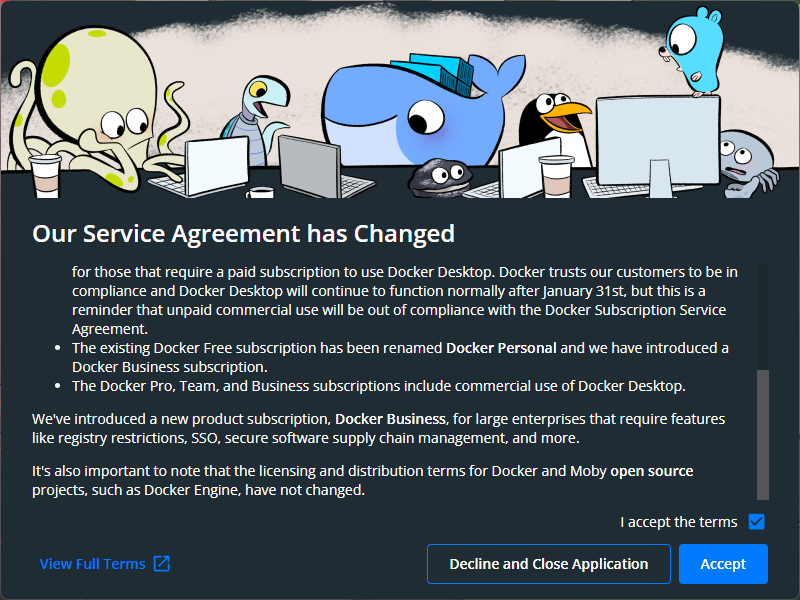 Our Service Agreement has Changed
for those that require a paid subscription to use Docker Desktop. Docker trusts our customers to be in
compliance and Docker Desktop will continue to function normally after January 31st, but this is a
reminder that unpaid commercial use will be out of compliance with the Docker Subscription Service
Agreement.
• The existing Docker Free subscription has been renamed Docker Personal and we have introduced a
Docker Business subscription.
• The Docker Pro, Team, and Business subscriptions include commercial use of Docker Desktop.
We've introduced a new product subscription, Docker Business, for large enterprises that require features
like registry restrictions, SSO, secure software supply chain management, and more.
It's also important to note that the licensing and distribution terms for Docker and Moby open source
projects, such as Docker Engine, have not changed.
I accept the terms
View Full Terms
Decline and Close Application
Accept